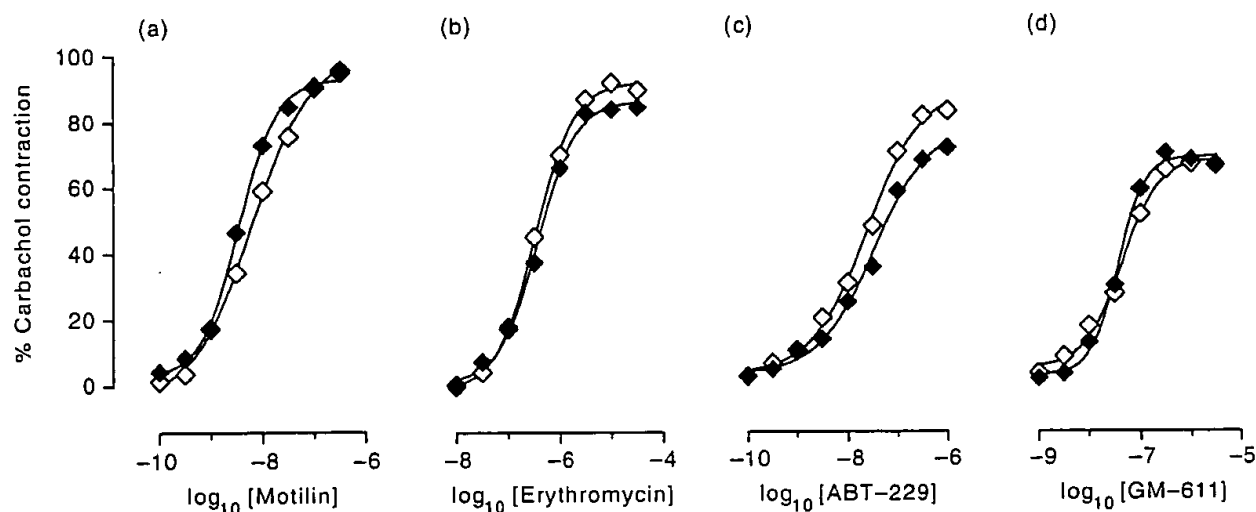 (a)
(b)
(c)
(d)
% Carbachol contraction
100
80
60
40
20
0
−10 −8 −6
−8 −6 −4
−10 −8 −6
−9 −7 −5
log10 [Motilin]
log10 [Erythromycin]
log10 [ABT−229]
log10 [GM−611]